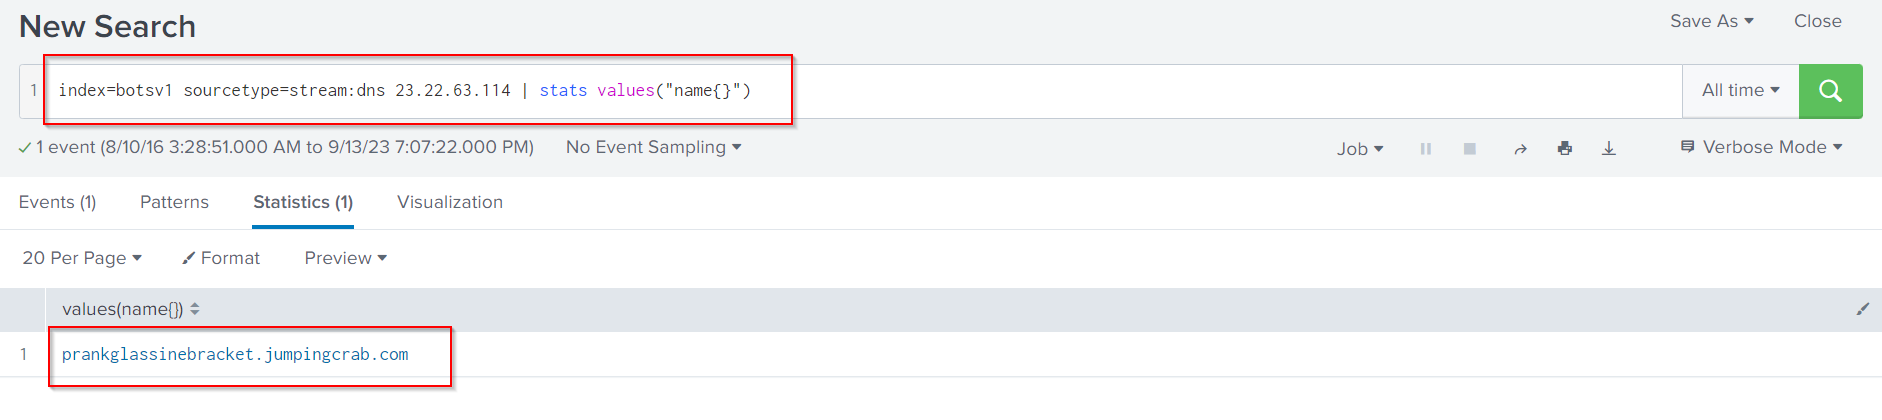 New Search
Save As
Close
1 index=botsv1 sourcetype=stream:dns 23.22.63.114 | stats values("name{}")
All time
1 event (8/10/16 3:28:51.000 AM to 9/13/23 7:07:22.000 PM)
No Event Sampling
Job
Verbose Mode
Events (1)
Patterns
Statistics (1)
Visualization
20 Per Page
Format
Preview
values(name{})
1 prankglassinebracket.jumpingcrab.com